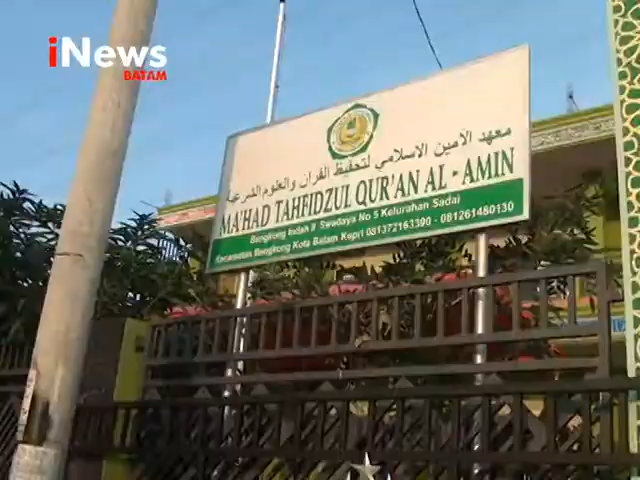 iNews
BATAM
معهد الأمين الإسلامي لتحفيظ القرآن والعلوم الشرعية
MA'HAD TAHFIDZUL QUR'AN AL - AMIN
Bengkong Indah II Swadaya No 5 Kelurahan Sadai
Kecamatan Bengkong Kota Batam Kepri 081372163390 - 081261480130